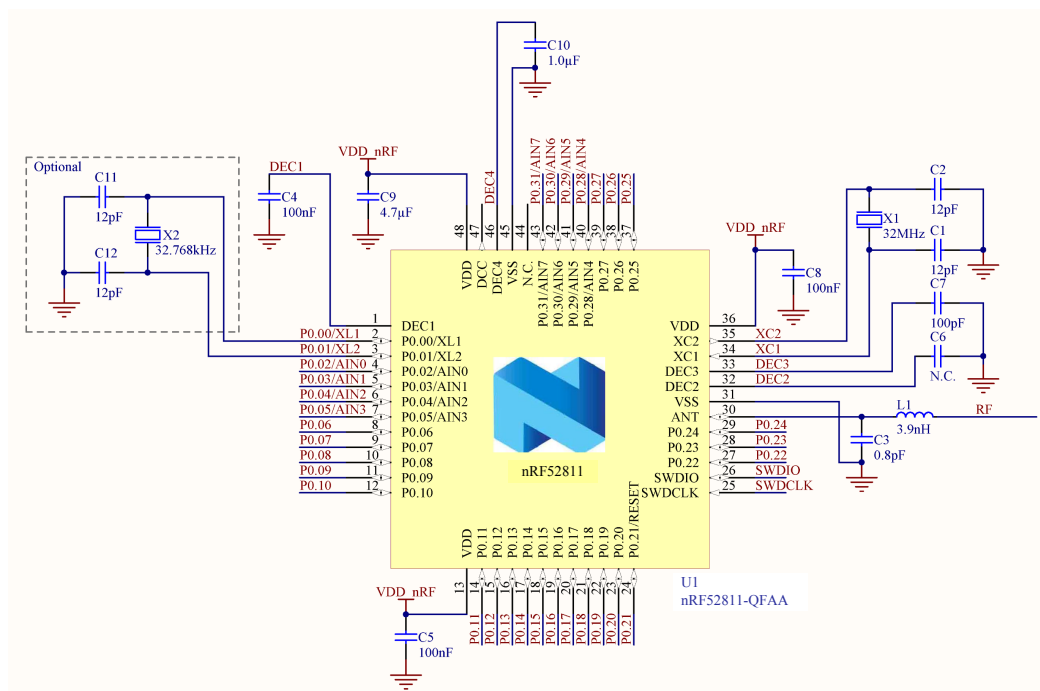 C10
1.0µF
Optional
C11
12pF
X2
32.768kHz
C12
12pF
DEC1
C4
100nF
VDD_nRF
C9
4.7µF
DEC4
P0.31/AIN7
P0.30/AIN6
P0.29/AIN5
P0.28/AIN4
P0.27
P0.26
P0.25
48
47
46
45
44
43
42
41
40
39
38
37
VDD
DCC
DEC4
VSS
N.C.
P0.31/AIN7
P0.30/AIN6
P0.29/AIN5
P0.28/AIN4
P0.27
P0.26
P0.25
C2
12pF
X1
32MHz
C1
12pF
VDD_nRF
C8
100nF
C7
100pF
C6
N.C.
1 DEC1
P0.00/XL1 2 P0.00/XL1
P0.01/XL2 3 P0.01/XL2
P0.02/AIN0 4 P0.02/AIN0
P0.03/AIN1 5 P0.03/AIN1
P0.04/AIN2 6 P0.04/AIN2
P0.05/AIN3 7 P0.05/AIN3
P0.06 8 P0.06
P0.07 9 P0.07
P0.08 10 P0.08
P0.09 11 P0.09
P0.10 12 P0.10
nRF52811
VDD 36
XC2 35 XC2
XC1 34 XC1
DEC3 33 DEC3
DEC2 32 DEC2
VSS 31
ANT 30
P0.24 29 P0.24
P0.23 28 P0.23
P0.22 27 P0.22
SWDIO 26 SWDIO
SWDCLK 25 SWDCLK
L1
3.9nH
RF
C3
0.8pF
VDD
P0.11
P0.12
P0.13
P0.14
P0.15
P0.16
P0.17
P0.18
P0.19
P0.20
P0.21/RESET
13
14
15
16
17
18
19
20
21
22
23
24
P0.11
P0.12
P0.13
P0.14
P0.15
P0.16
P0.17
P0.18
P0.19
P0.20
P0.21
VDD_nRF
C5
100nF
U1
nRF52811-QFAA